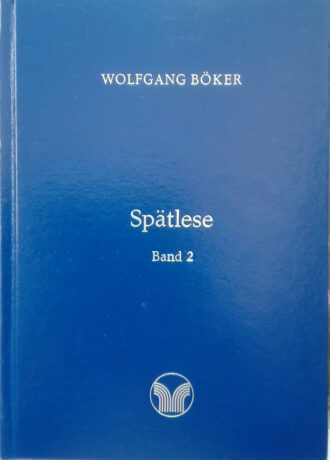 WOLFGANG BÖKER
Spätlese
Band 2